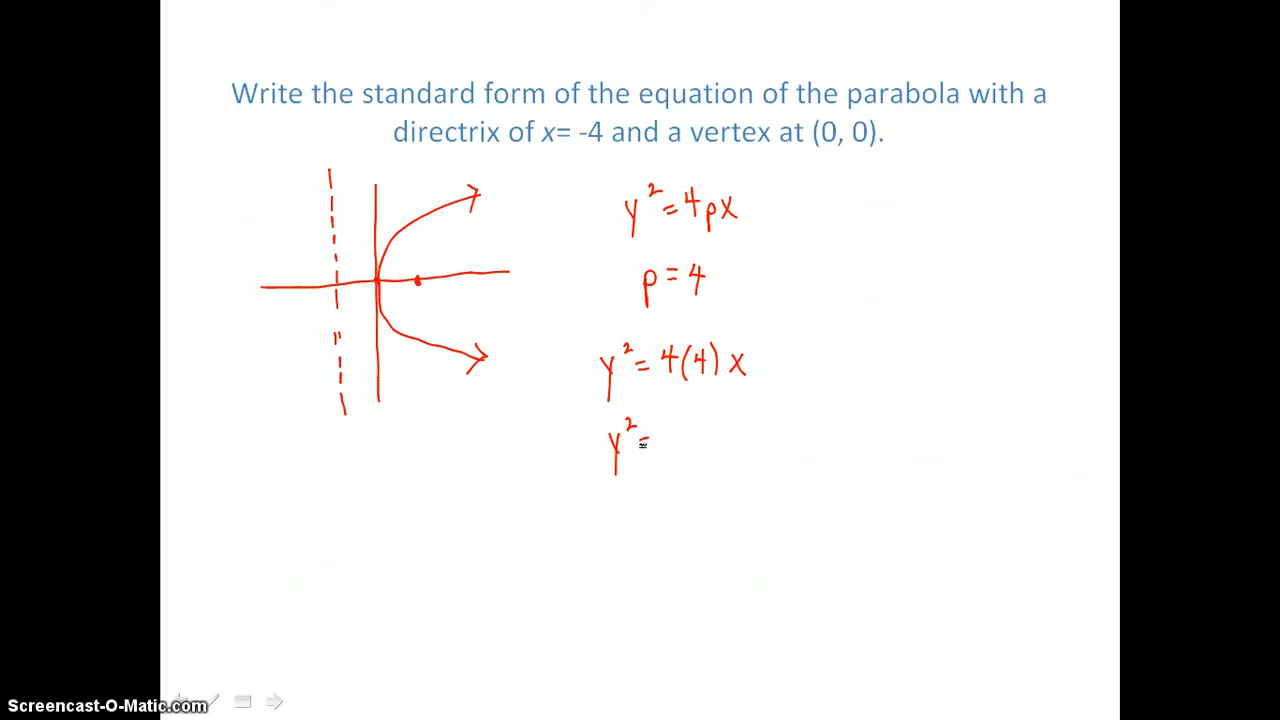 Write the standard form of the equation of the parabola with a
directrix of x= -4 and a vertex at (0, 0).
y² = 4px
p = 4
y² = 4(4)x
y² =
Screencast-O-Matic.com